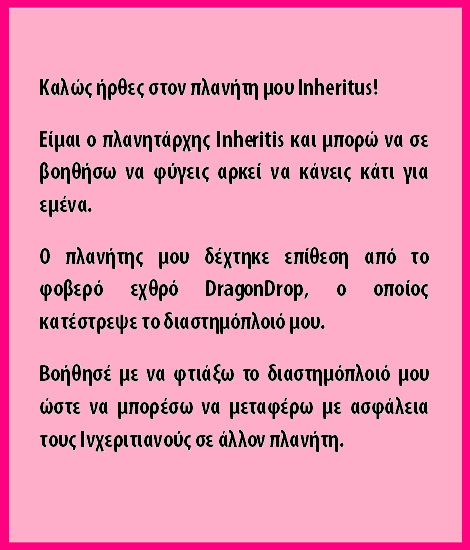 Καλώς ήρθες στον πλανήτη μου Inheritus!
Είμαι ο πλανητάρχης Inheritis και μπορώ να σε
βοηθήσω να φύγεις αρκεί να κάνεις κάτι για
εμένα.
Ο πλανήτης μου δέχτηκε επίθεση από το
φοβερό εχθρό DragonDrop, ο οποίος
κατέστρεψε το διαστημόπλοιό μου.
Βοήθησέ με να φτιάξω το διαστημόπλοιό μου
ώστε να μπορέσω να μεταφέρω με ασφάλεια
τους Ινχεριτιανούς σε άλλον πλανήτη.